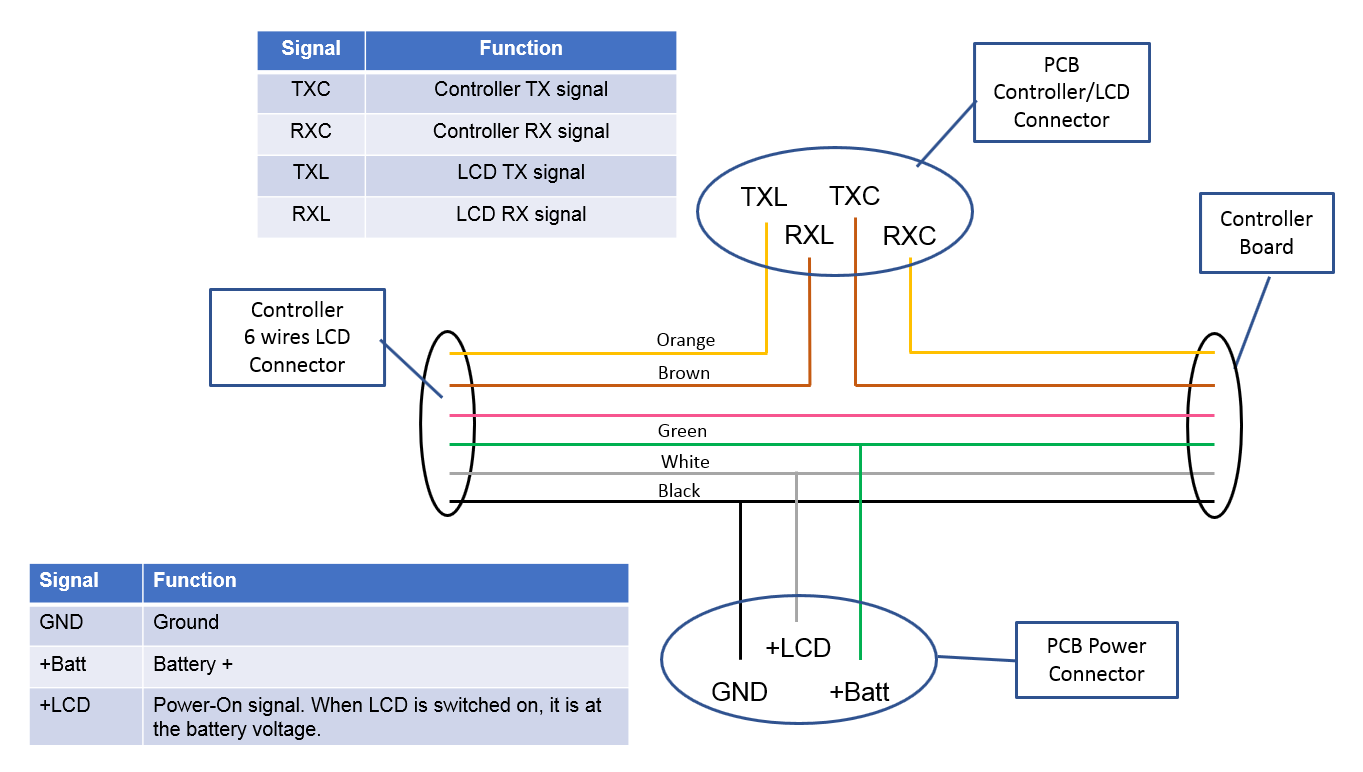 Signal Function
TXC Controller TX signal
RXC Controller RX signal
TXL LCD TX signal
RXL LCD RX signal
PCB
Controller/LCD
Connector
TXL TXC
RXL RXC
Controller
Board
Controller
6 wires LCD
Connector
Orange
Brown
Green
White
Black
Signal Function
GND Ground
+Batt Battery +
+LCD Power-On signal. When LCD is switched on, it is at
the battery voltage.
+LCD
GND +Batt
PCB Power
Connector